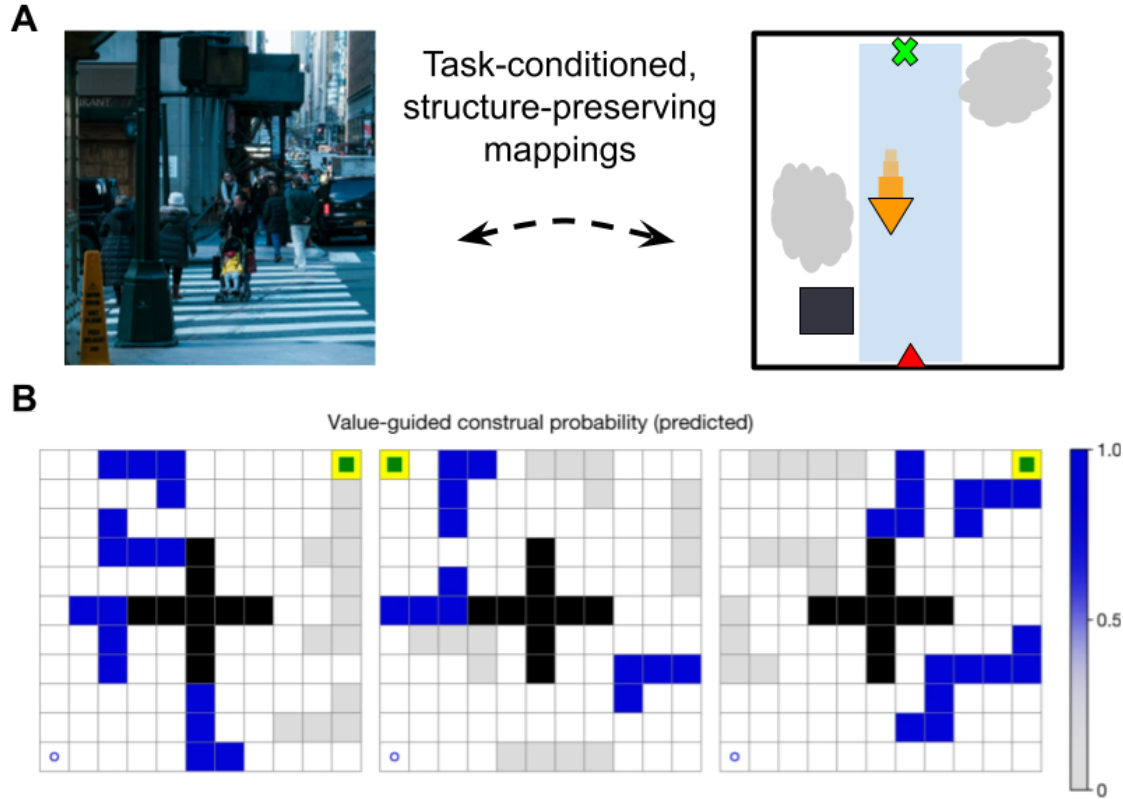 A
Task-conditioned,
structure-preserving
mappings
B
Value-guided construal probability (predicted)
1.0
0.5
0